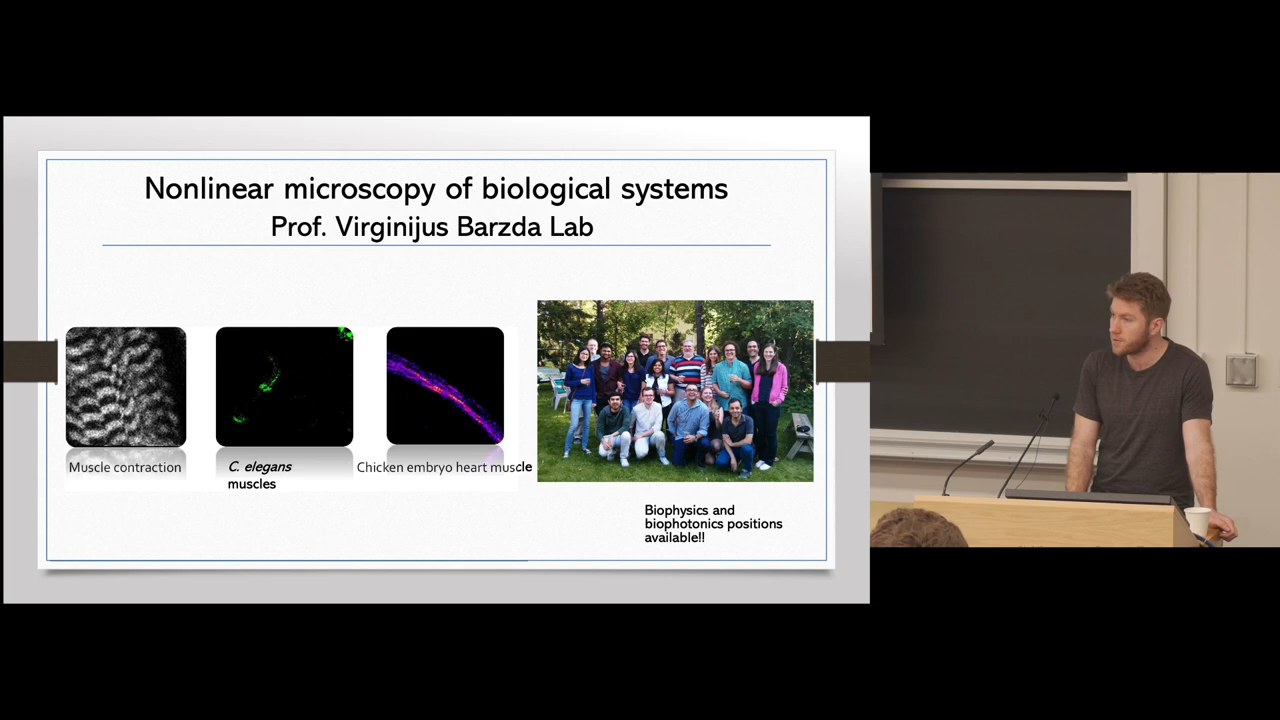 Nonlinear microscopy of biological systems
Prof. Virginijus Barzda Lab
Muscle contraction
C. elegans
muscles
Chicken embryo heart muscle
Biophysics and
biophotonics positions
available!!